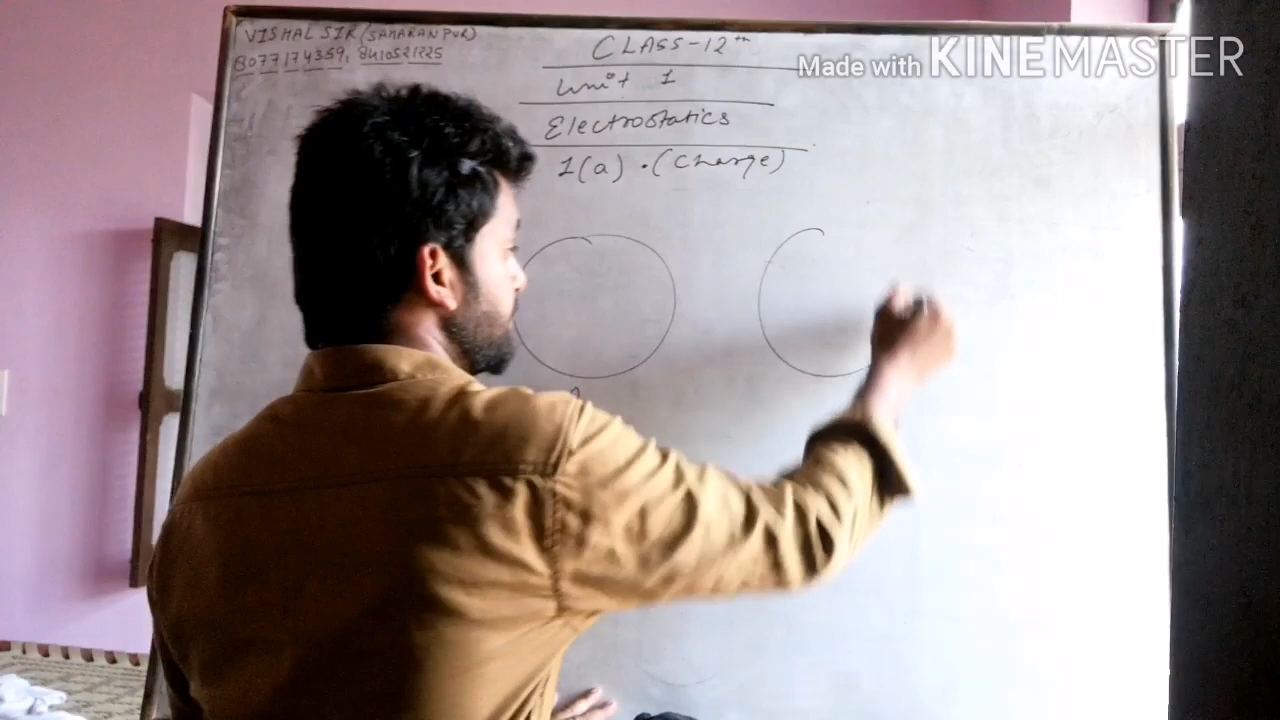 VISHAL SIR (SAHARANPUR)
8077174359, 8410521225
CLASS-12th
Unit 1
Electrostatics
1(a) . (Charge)
Made with KINEMASTER